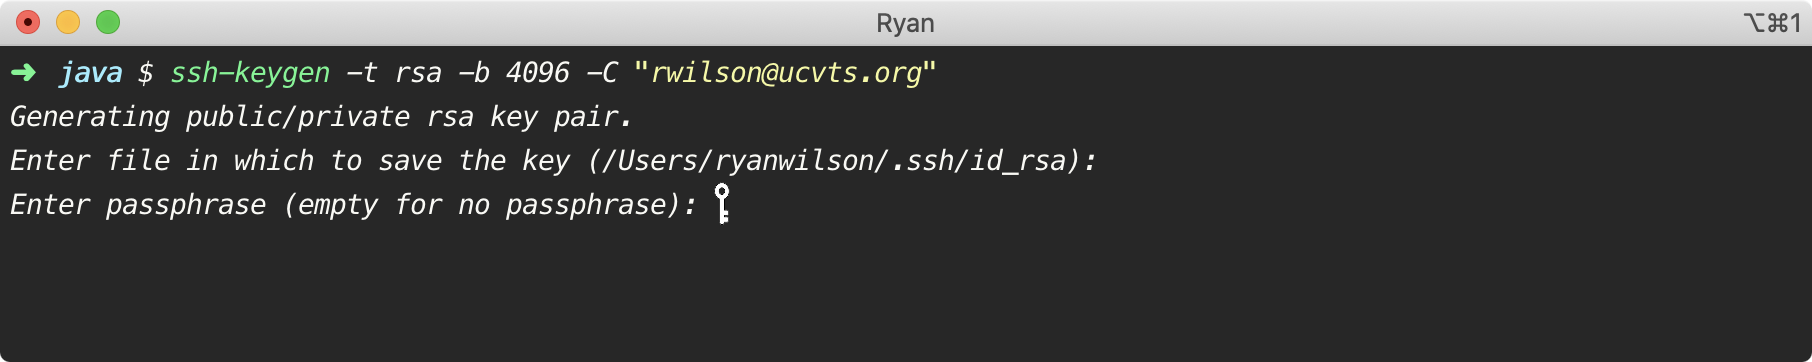 Ryan ⌥⌘1
➜ java $ ssh-keygen -t rsa -b 4096 -C "rwilson@ucvts.org"
Generating public/private rsa key pair.
Enter file in which to save the key (/Users/ryanwilson/.ssh/id_rsa):
Enter passphrase (empty for no passphrase):